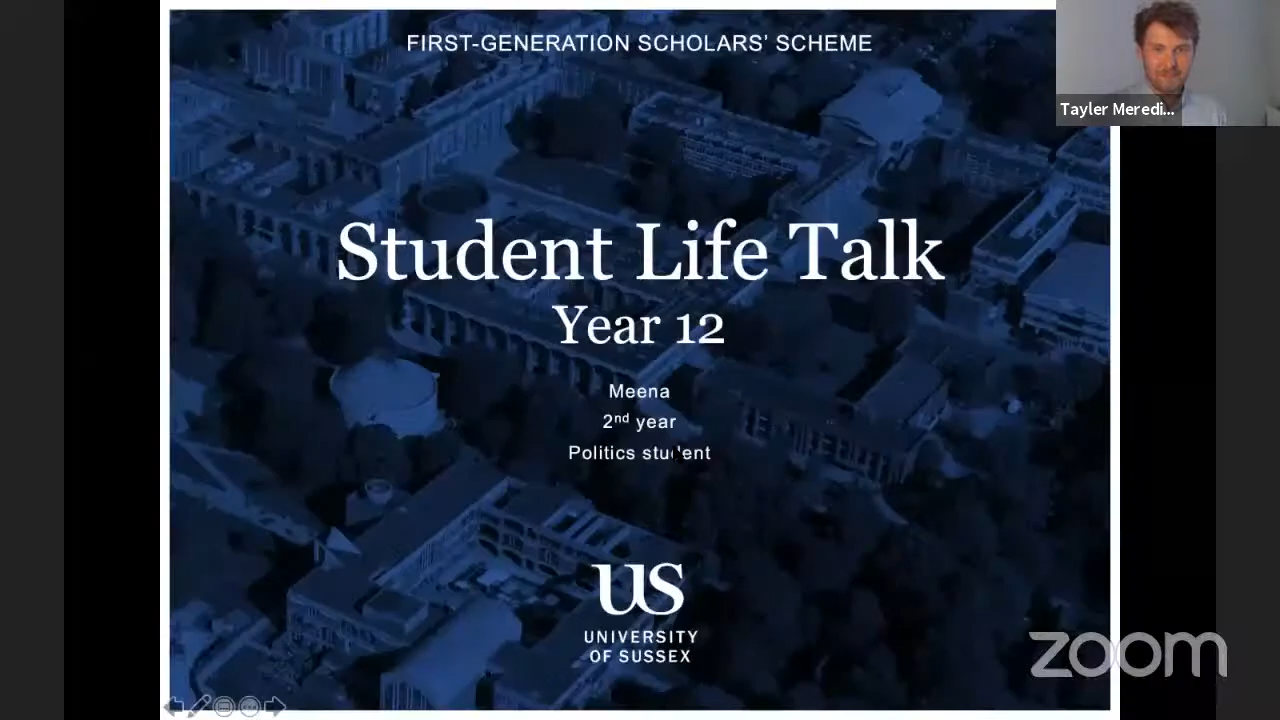 FIRST-GENERATION SCHOLARS' SCHEME
Tayler Meredi...
Student Life Talk
Year 12
Meena
2nd year
Politics student
US
UNIVERSITY
OF SUSSEX
zoom